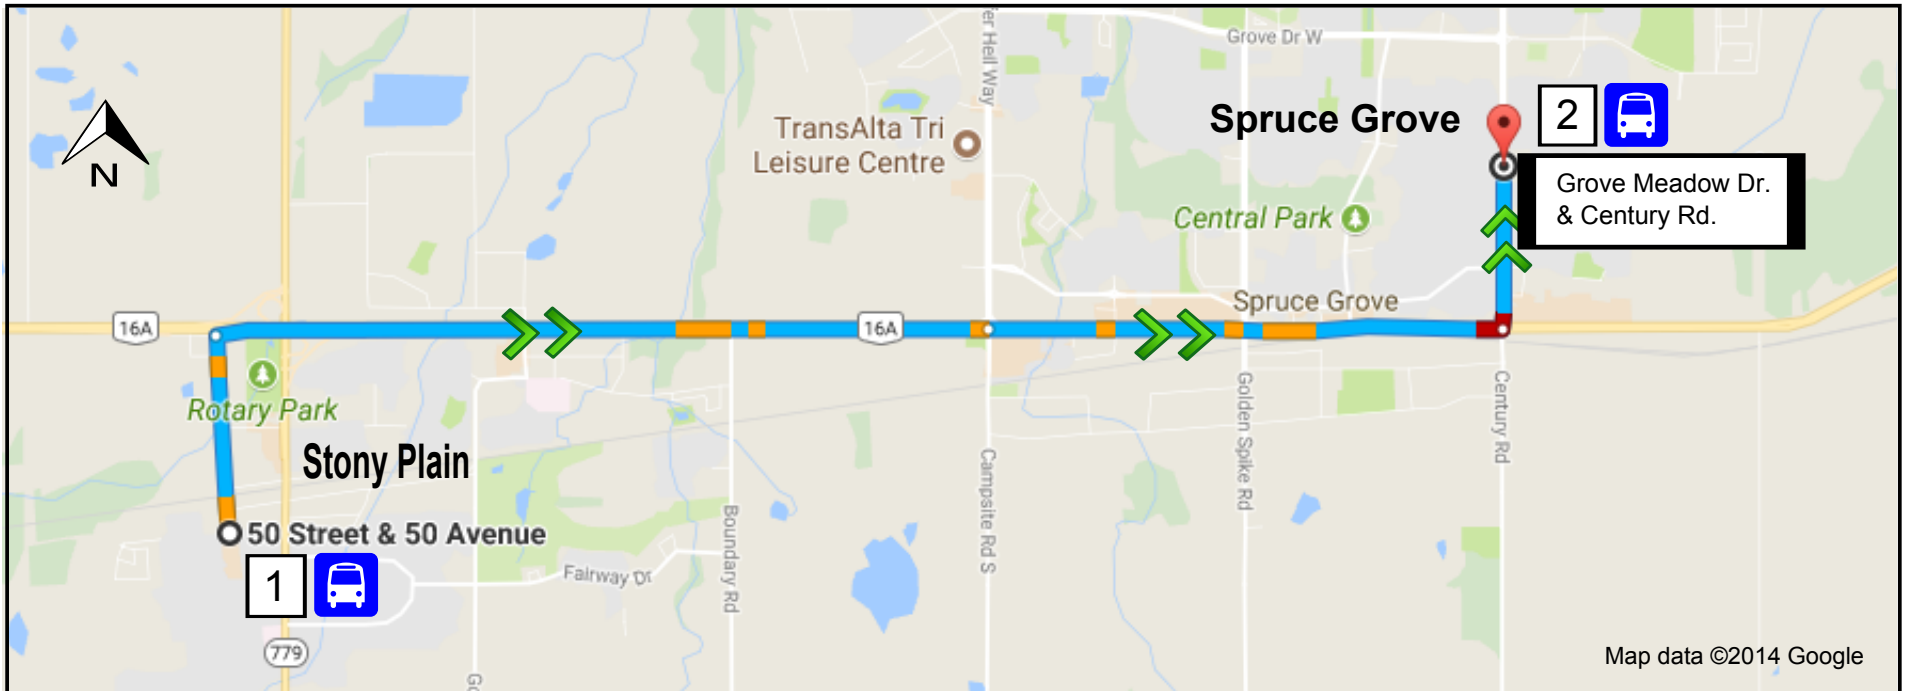 er Hell Way
Grove Dr W
N
TransAlta Tri
Leisure Centre
Spruce Grove
2
Grove Meadow Dr.
& Century Rd.
Central Park
Spruce Grove
16A
16A
Rotary Park
Stony Plain
50 Street & 50 Avenue
1
Fairway Dr
Boundary Rd
Campsite Rd S
Golden Spike Rd
Century Rd
779
Go
Map data ©2014 Google